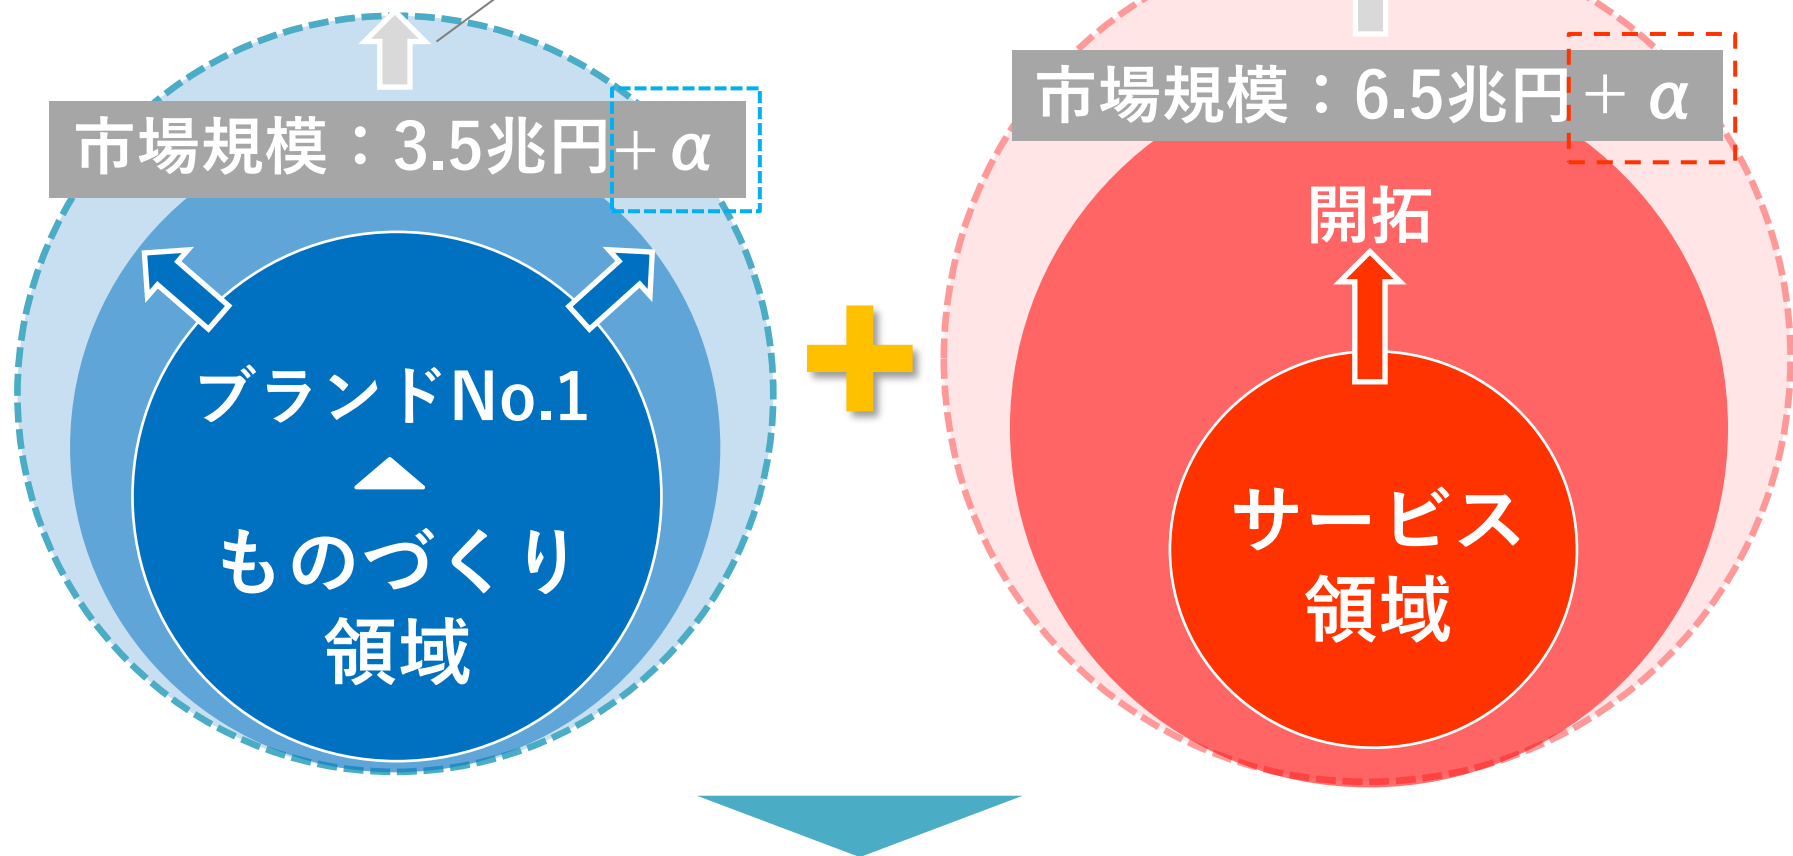 市場規模：3.5兆円＋α
ブランドNo.1
ものづくり
領域
市場規模：6.5兆円＋α
開拓
サービス
領域